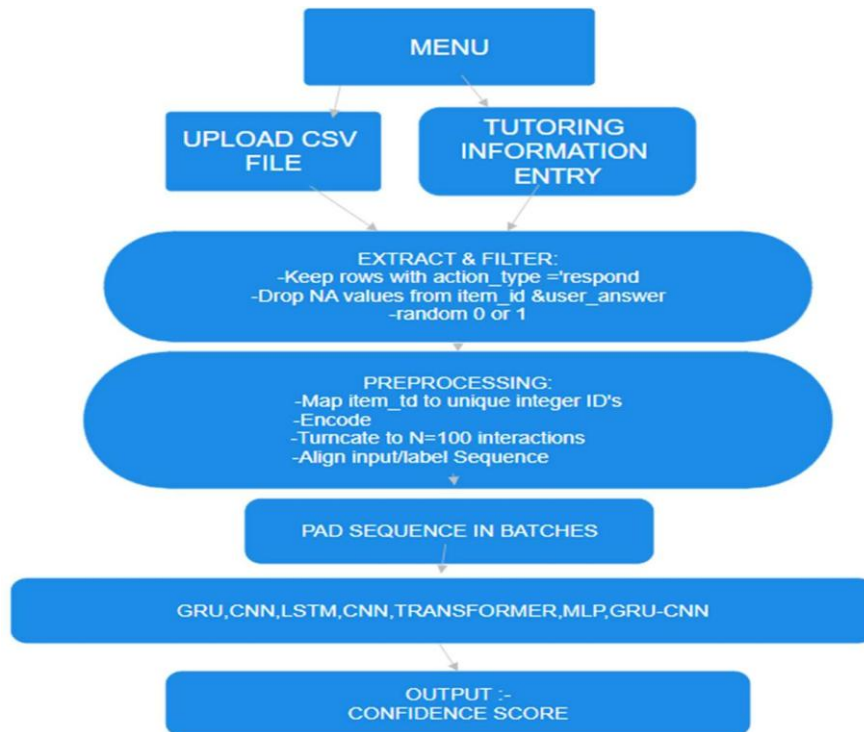 MENU
UPLOAD CSV
FILE
TUTORING
INFORMATION
ENTRY
EXTRACT & FILTER:
-Keep rows with action_type ='respond
-Drop NA values from item_id &user_answer
-random 0 or 1
PREPROCESSING:
-Map item_td to unique integer ID's
-Encode
-Turncate to N=100 interactions
-Align input/label Sequence
PAD SEQUENCE IN BATCHES
GRU,CNN,LSTM,CNN,TRANSFORMER,MLP,GRU-CNN
OUTPUT :-
CONFIDENCE SCORE